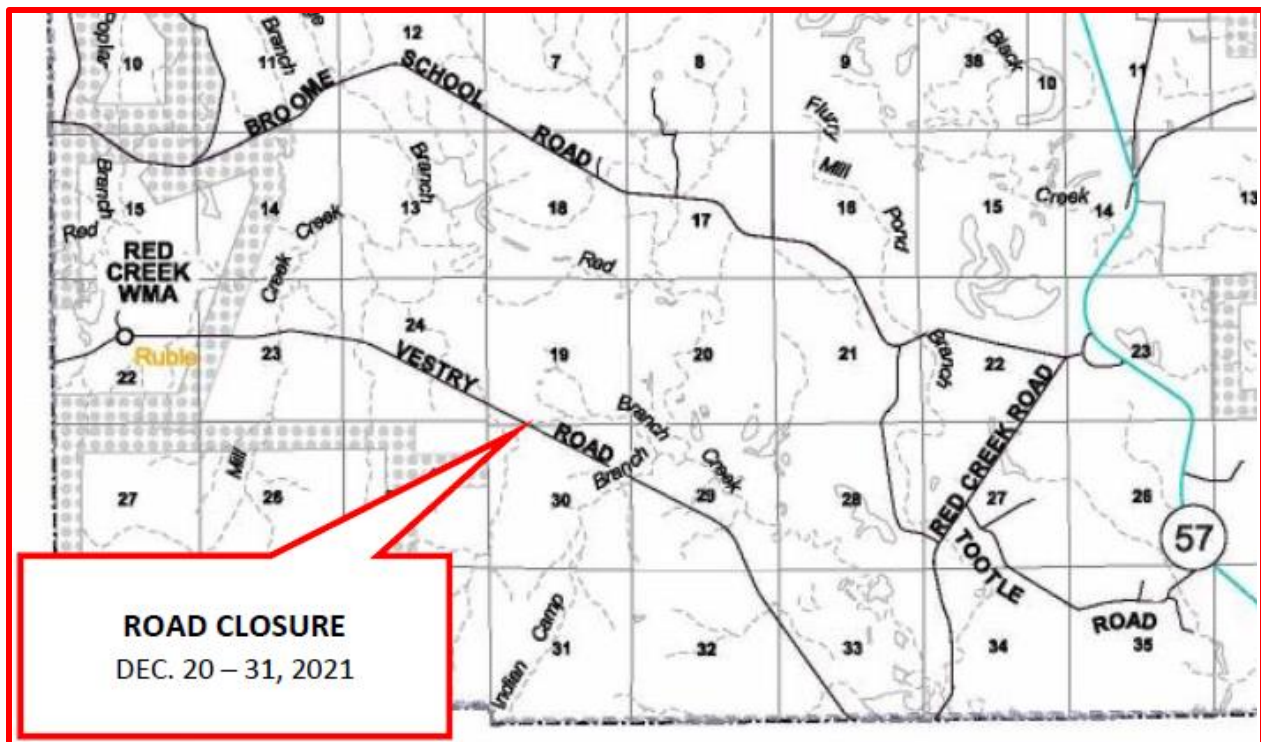 12
7
8
9
38
Black
10
11
10
11
Branch
Poplar
BROOME SCHOOL ROAD
Flurry Mill Pond Branch
Branch
Branch
15
14
13
18
17
16
15
Creek
14
13
Red
Creek
Red
RED
CREEK
WMA
Creek
Ruble
22
23
24
19
20
21
22
23
VESTRY ROAD
RED CREEK ROAD
Branch
Branch
Creek
Mill
27
26
30
29
28
27
26
57
TOOTLE ROAD
Indian Camp
31
32
33
34
35
ROAD CLOSURE
DEC. 20 – 31, 2021